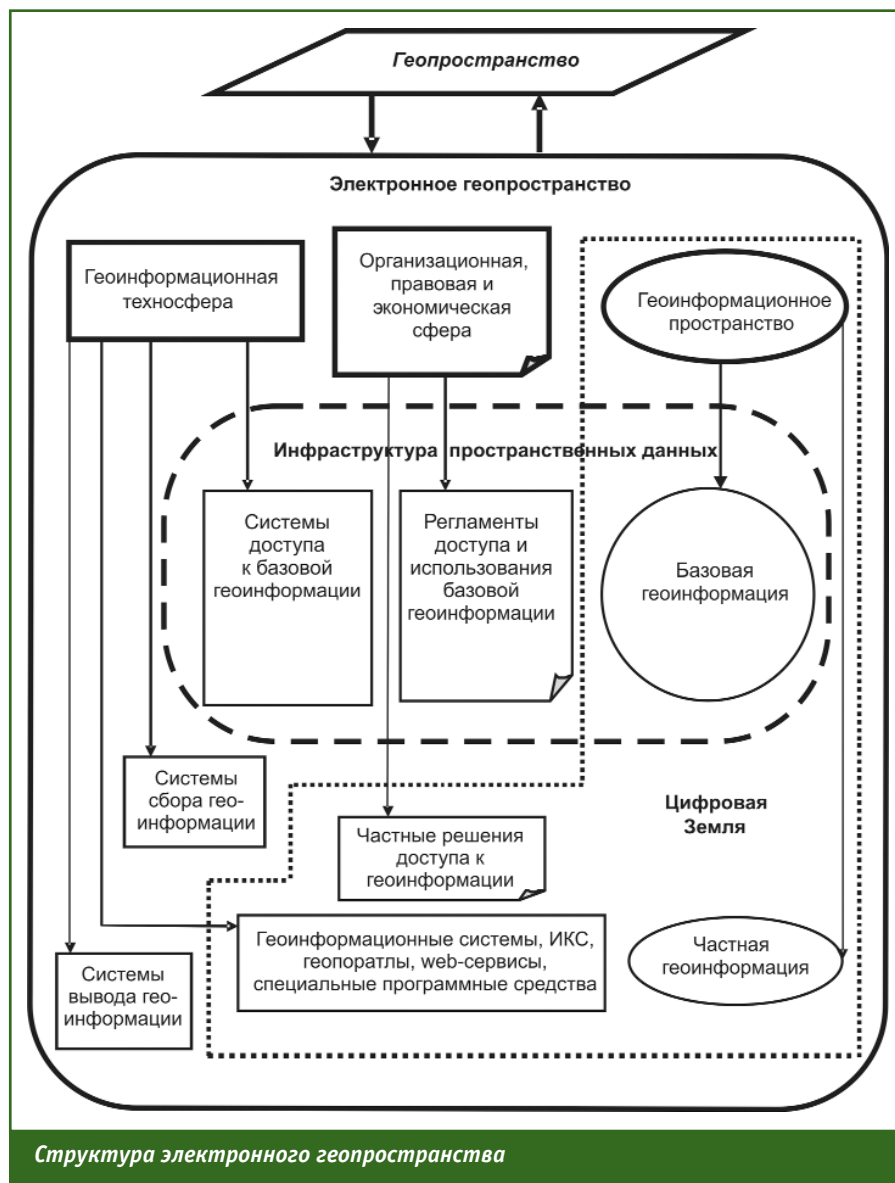 Геопространство
Электронное геопространство
Геоинформационная
техносфера
Организационная,
правовая и
экономическая
сфера
Геоинформационное
пространство
Инфраструктура пространственных данных
Системы
доступа
к базовой
геоинформации
Регламенты
доступа и
использования
базовой
геоинформации
Базовая
геоинформация
Системы
сбора гео-
информации
Цифровая
Земля
Частные решения
доступа к
геоинформации
Геоинформационные системы, ИКС,
геопоратлы, web-сервисы,
специальные программные средства
Частная
геоинформация
Системы
вывода гео-
информации
Структура электронного геопространства